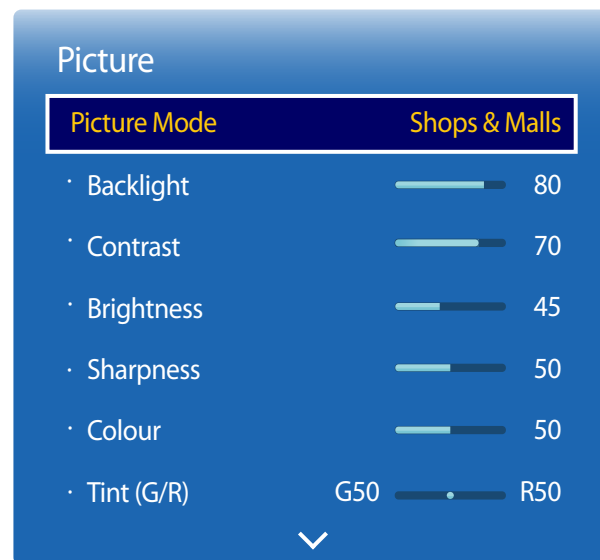 Picture
Picture Mode Shops & Malls
· Backlight 80
· Contrast 70
· Brightness 45
· Sharpness 50
· Colour 50
· Tint (G/R) G50 R50